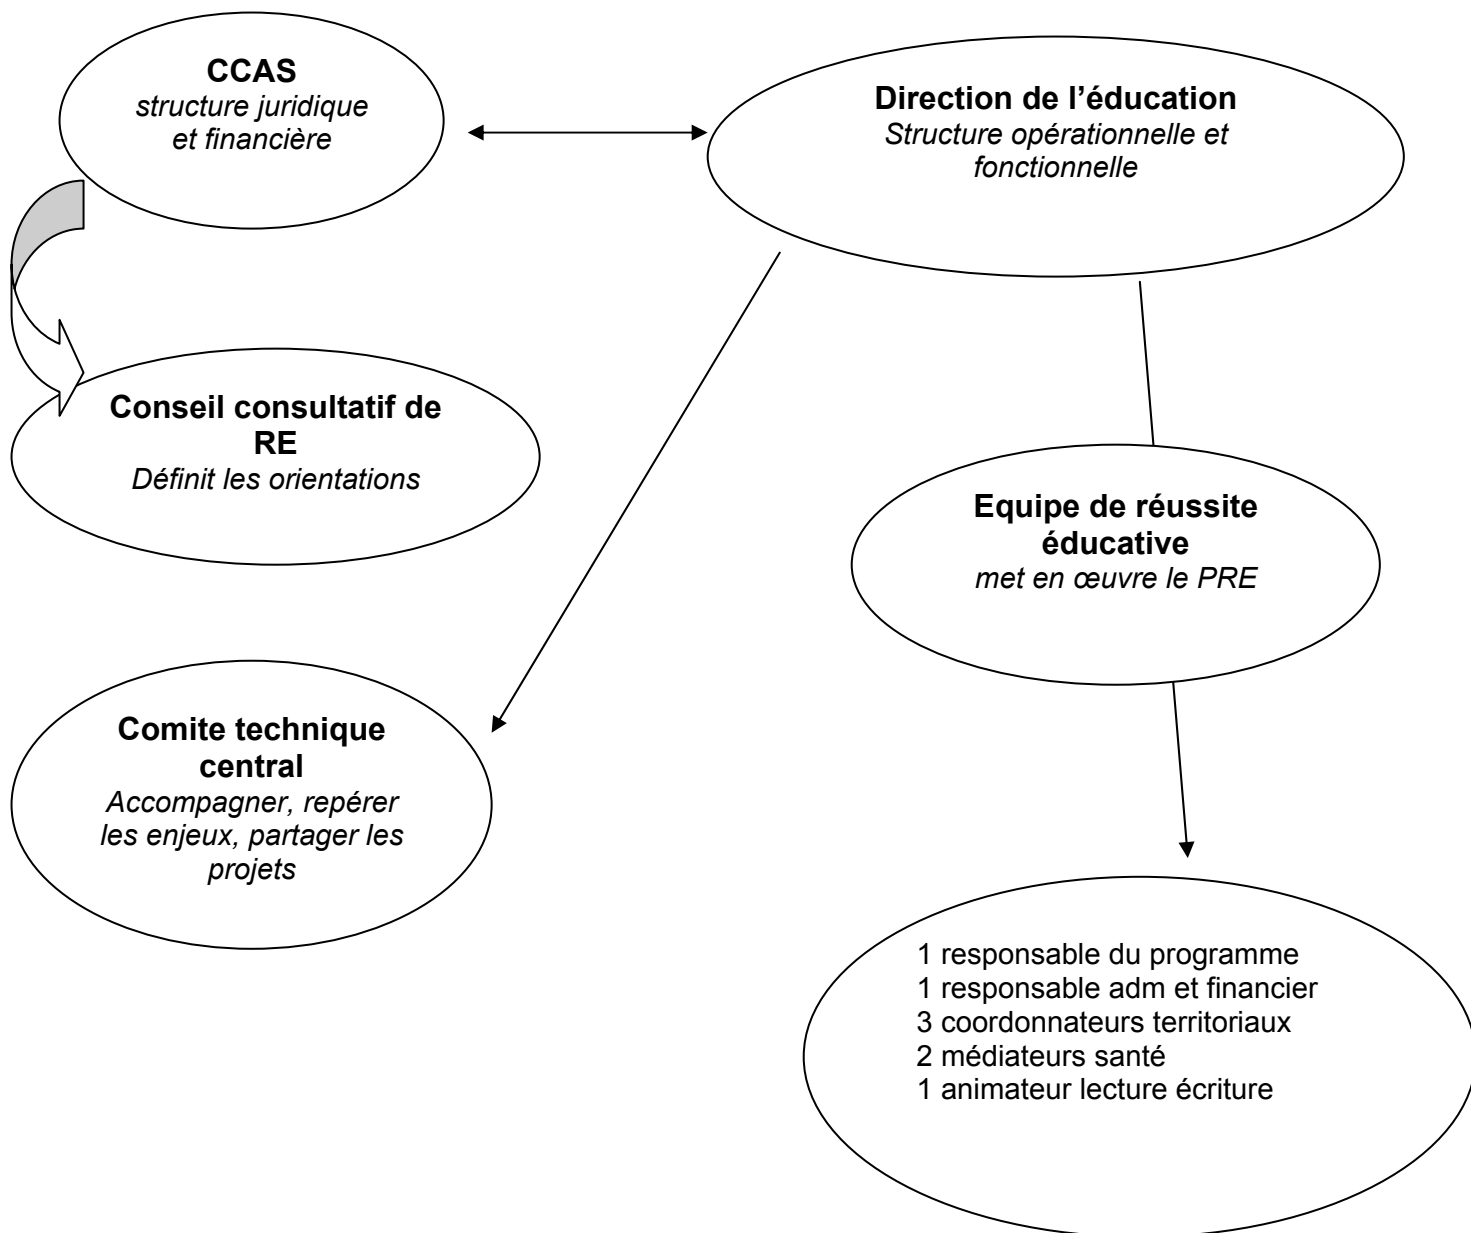 CCAS
structure juridique
et financière
Direction de l’éducation
Structure opérationnelle et
fonctionnelle
Conseil consultatif de
RE
Définit les orientations
Equipe de réussite
éducative
met en œuvre le PRE
Comite technique
central
Accompagner, repérer
les enjeux, partager les
projets
1 responsable du programme
1 responsable adm et financier
3 coordonnateurs territoriaux
2 médiateurs santé
1 animateur lecture écriture